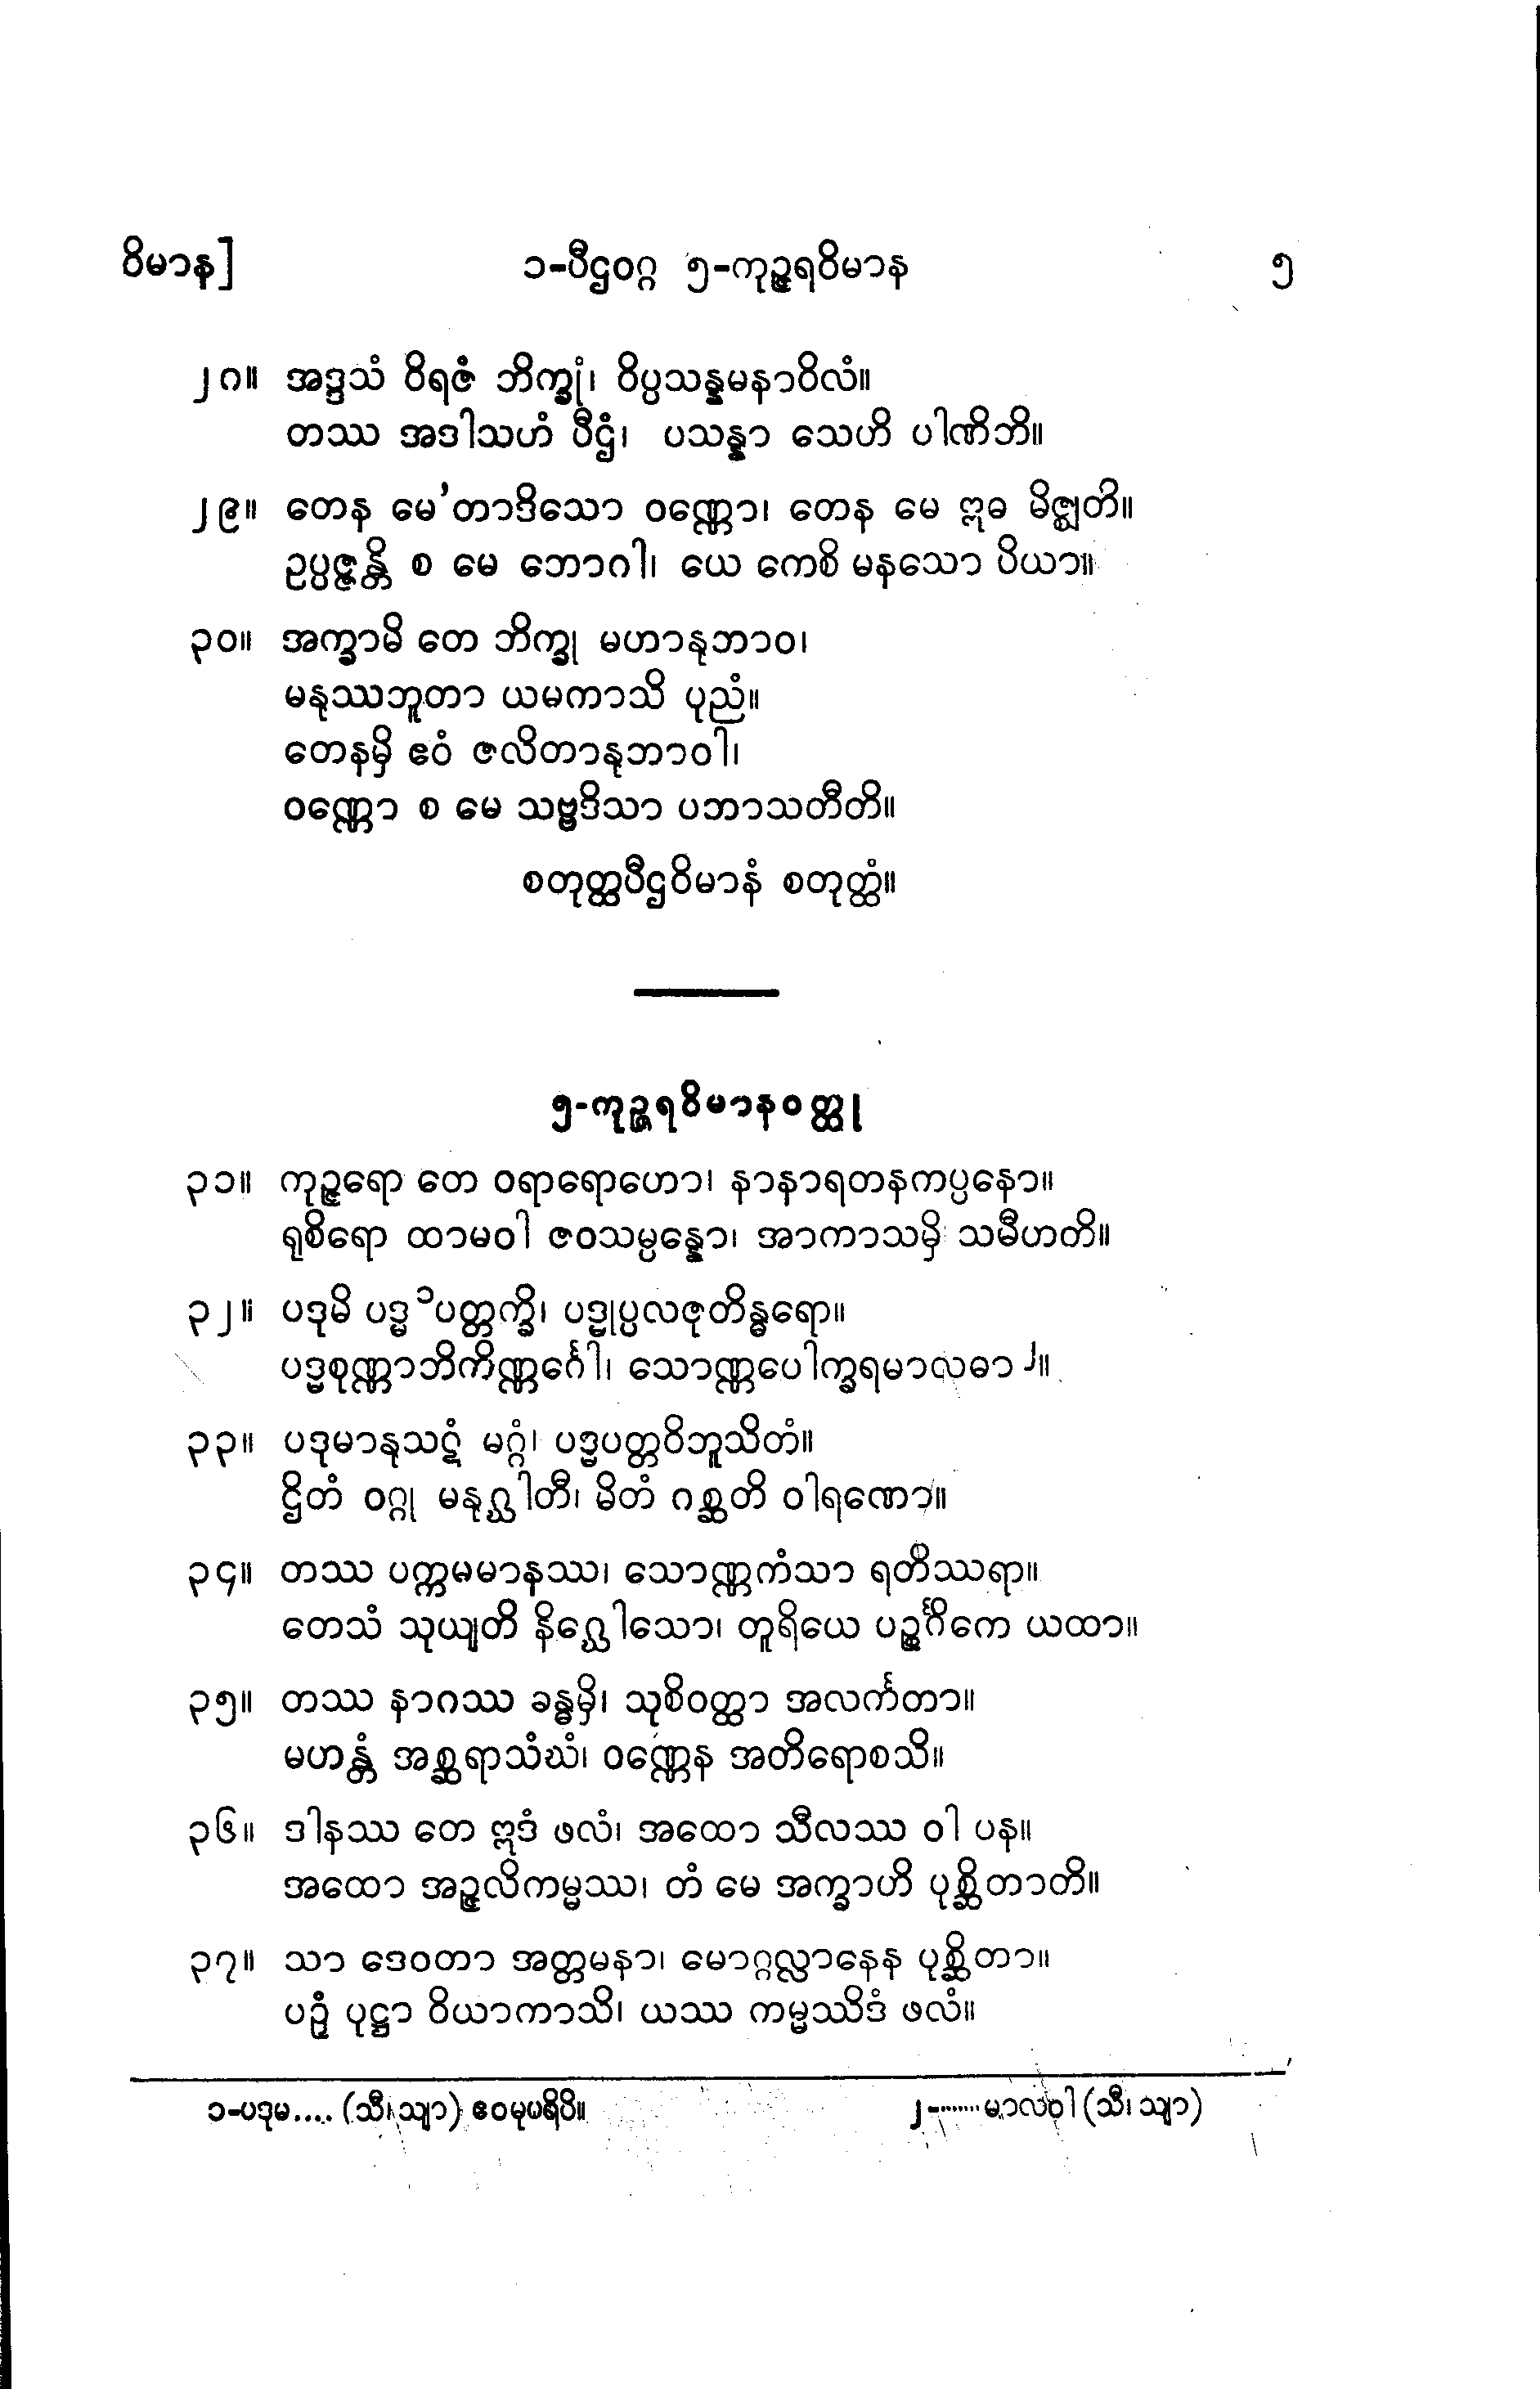 ဝိမာန]	၁-ပီဌဝဂ္ဂ ၅-ကုဉ္ဇရဝိမာန	၅
၂၈။ အဒ္ဒသံ ဝိရဇံ ဘိက္ခုံ၊ ဝိပ္ပသန္နမနာဝိလံ။
တဿ အဒါသဟံ ပီဌံ၊ ပသန္နာ သေဟိ ပါဏိဘိ။
၂၉။ တေန မေ'တာဒိသော ဝဏ္ဏော၊ တေန မေ ဣဓ မိဇ္ဈတိ။
ဥပ္ပဇ္ဇန္တိ စ မေ ဘောဂါ၊ ယေ ကေစိ မနသော ပိယာ။
၃၀။ အက္ခာမိ တေ ဘိက္ခု မဟာနုဘာဝ၊
မနုဿဘူတာ ယမကာသိ ပုညံ။
တေနမှိ ဧဝံ ဇလိတာနုဘာဝါ၊
ဝဏ္ဏော စ မေ သဗ္ဗဒိသာ ပဘာသတီတိ။
စတုတ္ထပီဌဝိမာနံ စတုတ္ထံ။
၅-ကုဉ္ဇရဝိမာနဝတ္ထု
၃၁။ ကုဉ္ဇရော တေ ဝရာရောဟော၊ နာနာရတနကပ္ပနော။
ရုစိရော ထာမဝါ ဇဝသမ္ပန္နော၊ အာကာသမှိ သမီဟတိ။
၃၂။ ပဒုမိ ပဒ္မ ၁ ပတ္တက္ခိ၊ ပဒ္မုပ္ပလဇုတိန္ဓရော။
ပဒ္မစုဏ္ဏာဘိကိဏ္ဏင်္ဂေါ၊ သောဏ္ဏပေါက္ခရမာလဓာ ၂။
၃၃။ ပဒုမာနုသဋံ မဂ္ဂံ၊ ပဒ္မပတ္တဝိဘူသိတံ။
ဌိတံ ဝဂ္ဂု မနုဂ္ဃါတီ၊ မိတံ ဂစ္ဆတိ ဝါရဏော။
၃၄။ တဿ ပက္ကမမာနဿ၊ သောဏ္ဏကံသာ ရတိဿရာ။
တေသံ သုယျတိ နိဂ္ဃေါသော၊ တူရိယေ ပဉ္စင်္ဂိကေ ယထာ။
၃၅။ တဿ နာဂဿ ခန္ဓမှိ၊ သုစိဝတ္ထာ အလင်္ကတာ။
မဟန္တံ အစ္ဆရာသံဃံ၊ ဝဏ္ဏေန အတိရောစသိ။
၃၆။ ဒါနဿ တေ ဣဒံ ဖလံ၊ အထော သီလဿ ဝါ ပန။
အထော အဉ္ဇလိကမ္မဿ၊ တံ မေ အက္ခာဟိ ပုစ္ဆိတာတိ။
၃၇။ သာ ဒေဝတာ အတ္တမနာ၊ မောဂ္ဂလ္လာနေန ပုစ္ဆိတာ။
ပဉှံ ပုဋ္ဌာ ဝိယာကာသိ၊ ယဿ ကမ္မဿိဒံ ဖလံ။
၁-ပဒုမ.... (သီ၊ သျာ) ဧဝမုပရိပိ။	၂-.......မာလဝါ (သီ၊ သျာ)